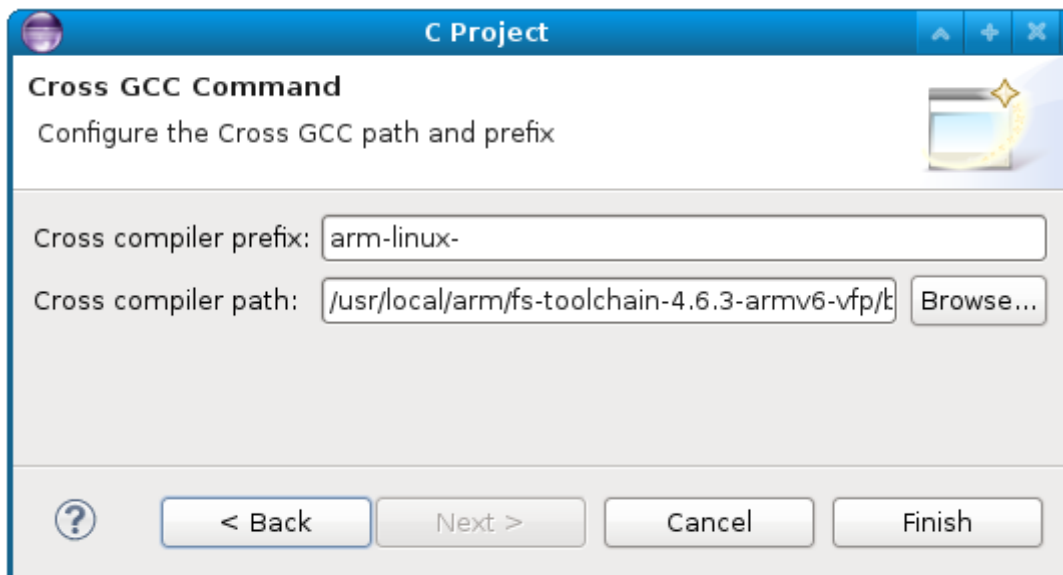 C Project
Cross GCC Command
Configure the Cross GCC path and prefix
Cross compiler prefix: arm-linux-
Cross compiler path: /usr/local/arm/fs-toolchain-4.6.3-armv6-vfp/b Browse...
? < Back Next > Cancel Finish